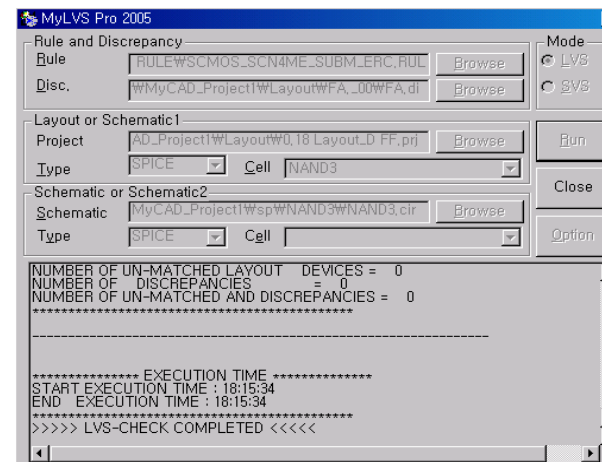 MyLVS Pro 2005
Rule and Discrepancy
Mode
Rule
RULE₩SCMOS_SCN4ME_SUBM_ERC.RUL
Browse
LVS
Disc.
₩MyCAD_Project1₩Layout₩FA_00₩FA.di
Browse
SVS
Layout or Schematic1
Project
AD_Project1₩Layout₩0.18 Layout_D FF.prj
Browse
Run
Type
SPICE
Cell
NAND3
Close
Schematic or Schematic2
Schematic
MyCAD_Project1₩sp₩NAND3₩NAND3.cir
Browse
Type
SPICE
Cell
Option
NUMBER OF UN-MATCHED LAYOUT DEVICES = 0
NUMBER OF DISCREPANCIES = 0
NUMBER OF UN-MATCHED AND DISCREPANCIES = 0
**********************************************
------------------------------------------------------------------
*************** EXECUTION TIME **************
START EXECUTION TIME : 18:15:34
END EXECUTION TIME : 18:15:34
**********************************************
>>>>> LVS-CHECK COMPLETED <<<<<